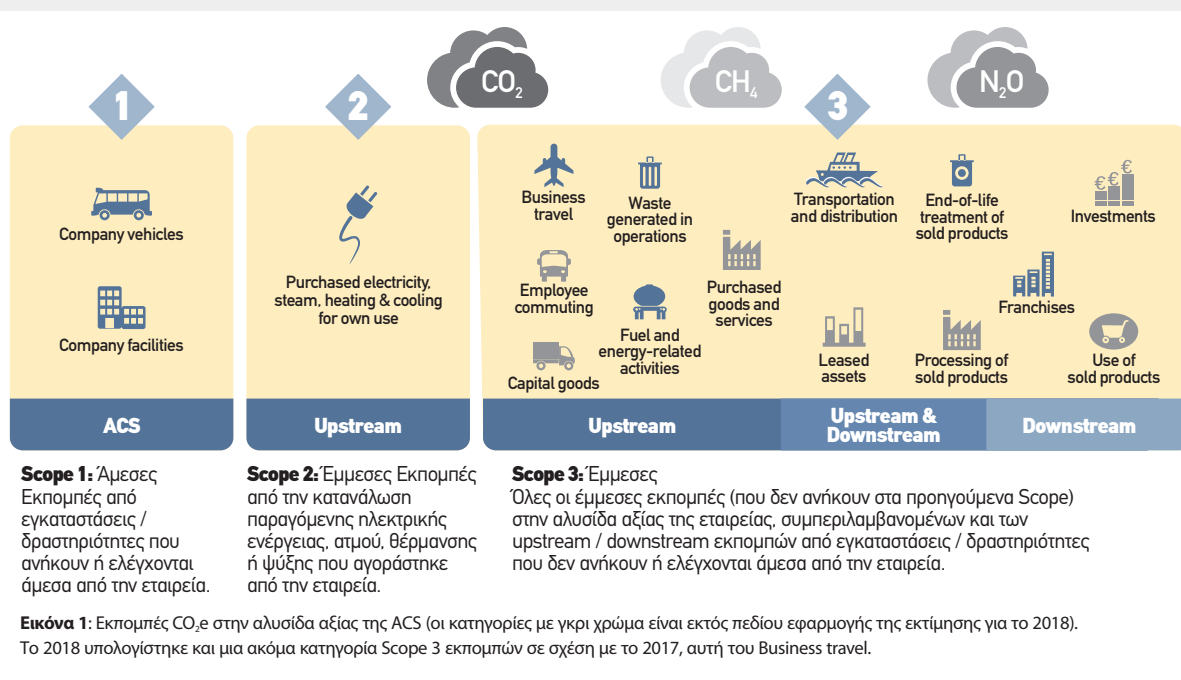 CO2
CH4
N2O
1
2
3
Company vehicles
Company facilities
ACS
Purchased electricity,
steam, heating & cooling
for own use
Upstream
Business
travel
Waste
generated in
operations
Employee
commuting
Fuel and
energy-related
activities
Purchased
goods and
services
Capital goods
Upstream
Transportation
and distribution
End-of-life
treatment of
sold products
€€€
Investments
Franchises
Leased
assets
Processing of
sold products
Use of
sold products
Upstream &
Downstream
Downstream
Scope 1: Άμεσες
Εκπομπές από
εγκαταστάσεις /
δραστηριότητες που
ανήκουν ή ελέγχονται
άμεσα από την εταιρεία.
Scope 2: Έμμεσες Εκπομπές
από την κατανάλωση
παραγόμενης ηλεκτρικής
ενέργειας, ατμού, θέρμανσης
ή ψύξης που αγοράστηκε
από την εταιρεία.
Scope 3: Έμμεσες
Όλες οι έμμεσες εκπομπές (που δεν ανήκουν στα προηγούμενα Scope)
στην αλυσίδα αξίας της εταιρείας, συμπεριλαμβανομένων και των
upstream / downstream εκπομπών από εγκαταστάσεις / δραστηριότητες
που δεν ανήκουν ή ελέγχονται άμεσα από την εταιρεία.
Εικόνα 1: Εκπομπές CO2e στην αλυσίδα αξίας της ACS (οι κατηγορίες με γκρι χρώμα είναι εκτός πεδίου εφαρμογής της εκτίμησης για το 2018).
Το 2018 υπολογίστηκε και μια ακόμα κατηγορία Scope 3 εκπομπών σε σχέση με το 2017, αυτή του Business travel.